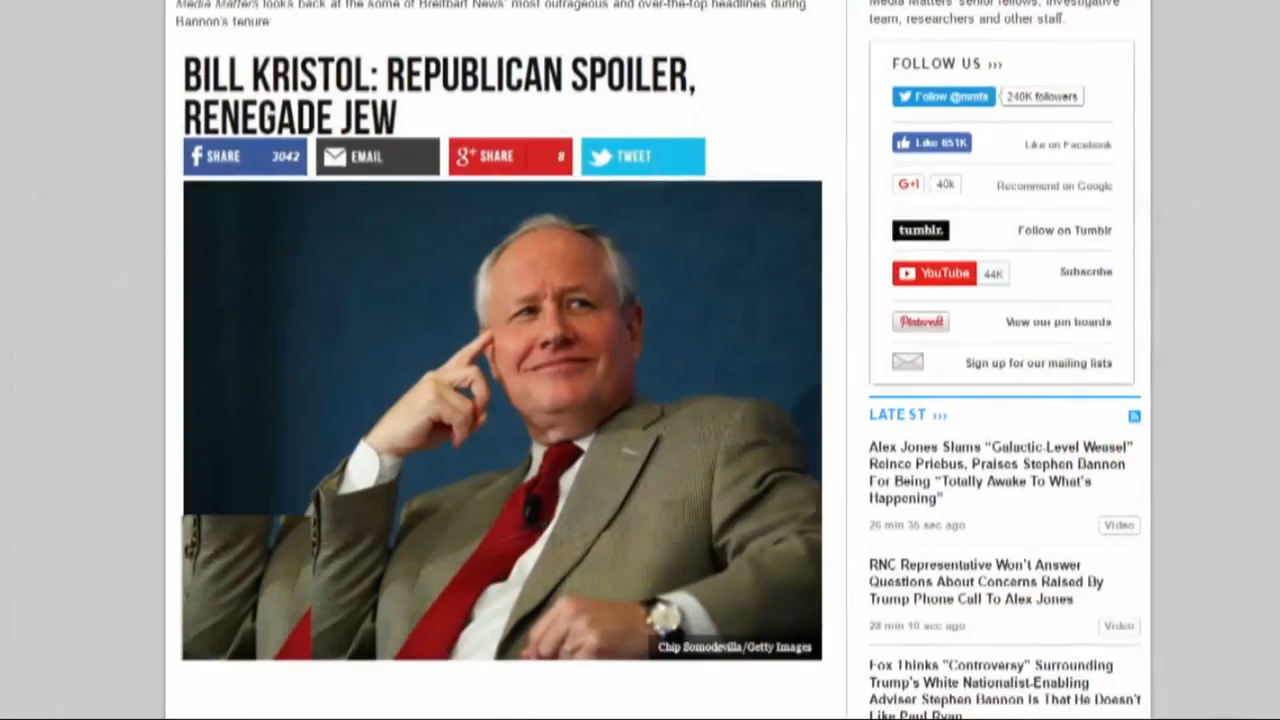 Media Matters looks back at the some of Breitbart News' most outrageous and over-the-top headlines during
Bannon's tenure:
BILL KRISTOL: REPUBLICAN SPOILER,
RENEGADE JEW
f SHARE 3042
EMAIL
g+ SHARE 8
TWEET
Chip Somodevilla/Getty Images
Media Matters' senior fellows, investigative
team, researchers and other staff.
FOLLOW US ›››
Follow @mmfa 240K followers
Like 651K Like on Facebook
G+1 40k Recommend on Google
tumblr. Follow on Tumblr
YouTube 44K Subscribe
Pinterest View our pin boards
Sign up for our mailing lists
LATEST ›››
Alex Jones Slams "Galactic-Level Weasel"
Reince Priebus, Praises Stephen Bannon
For Being "Totally Awake To What's
Happening"
26 min 36 sec ago Video
RNC Representative Won't Answer
Questions About Concerns Raised By
Trump Phone Call To Alex Jones
28 min 10 sec ago Video
Fox Thinks "Controversy" Surrounding
Trump's White Nationalist-Enabling
Adviser Stephen Bannon Is That He Doesn't
Like Paul Ryan